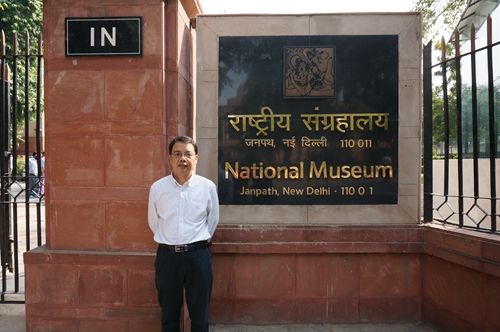 IN
राष्ट्रीय संग्रहालय
जनपथ, नई दिल्ली 110 011
National Museum
Janpath, New Delhi - 110 0 1